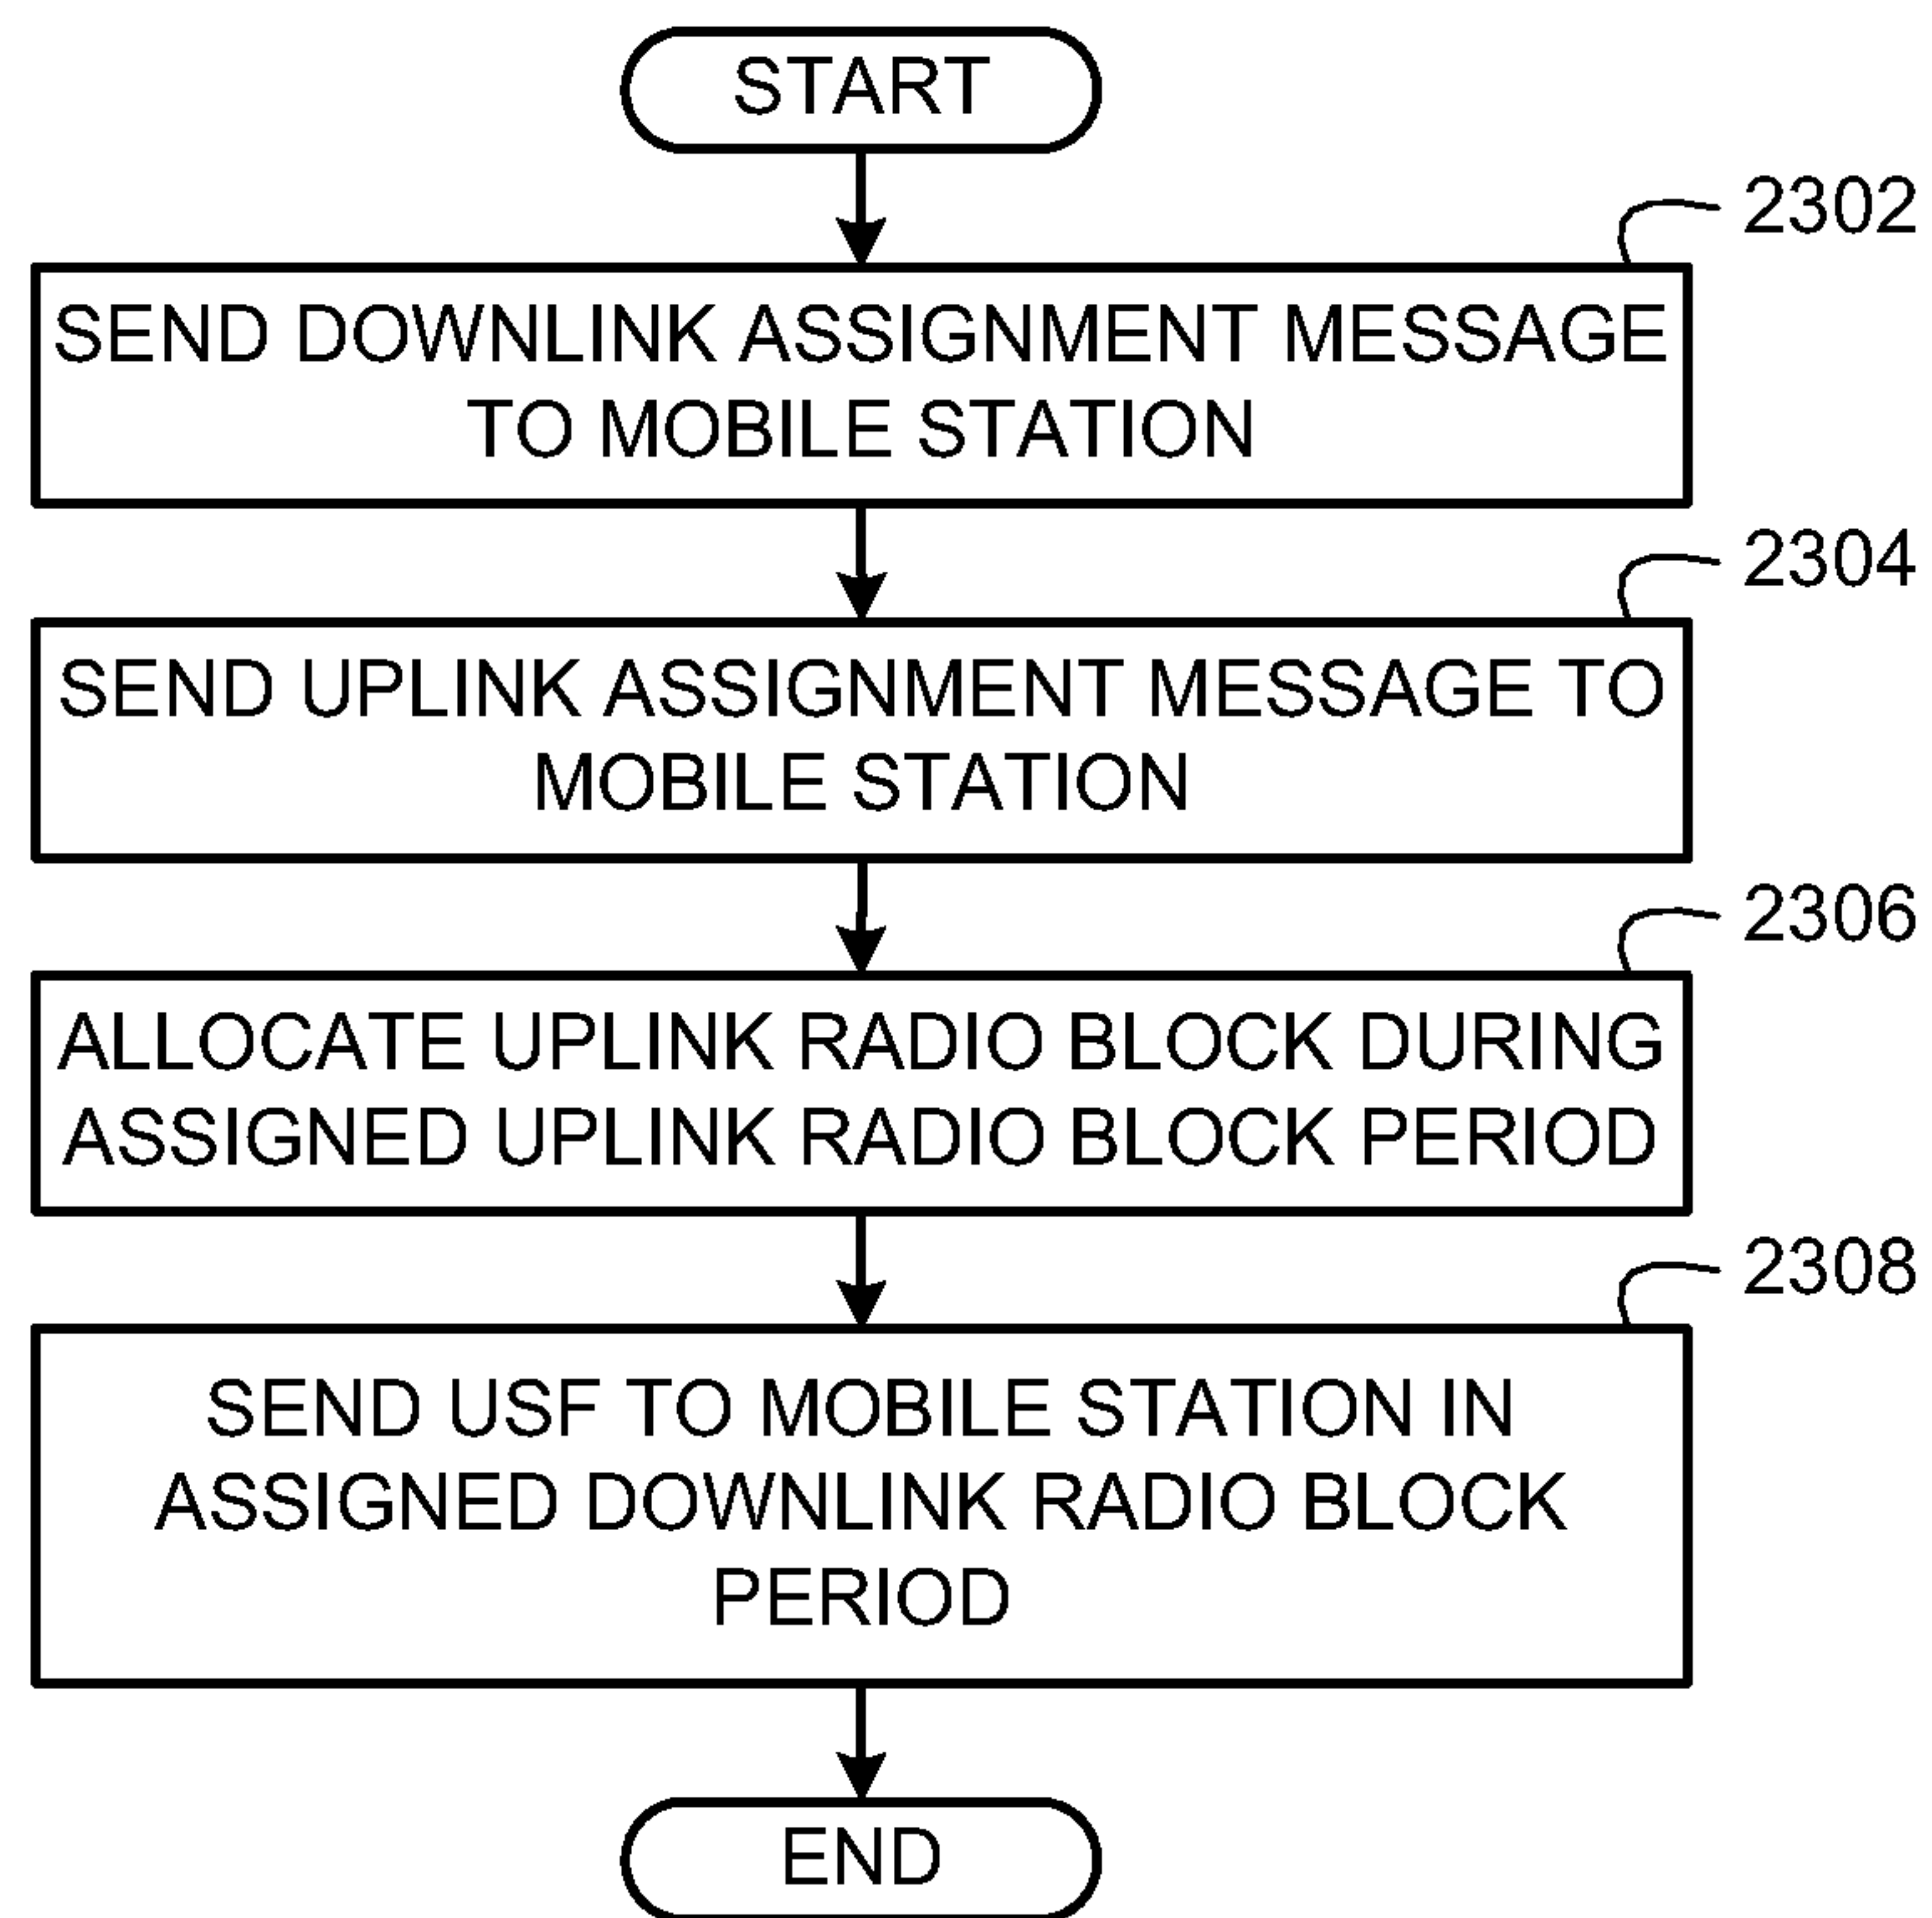 START
2302
SEND DOWNLINK ASSIGNMENT MESSAGE
TO MOBILE STATION
2304
SEND UPLINK ASSIGNMENT MESSAGE TO
MOBILE STATION
2306
ALLOCATE UPLINK RADIO BLOCK DURING
ASSIGNED UPLINK RADIO BLOCK PERIOD
2308
SEND USF TO MOBILE STATION IN
ASSIGNED DOWNLINK RADIO BLOCK
PERIOD
END